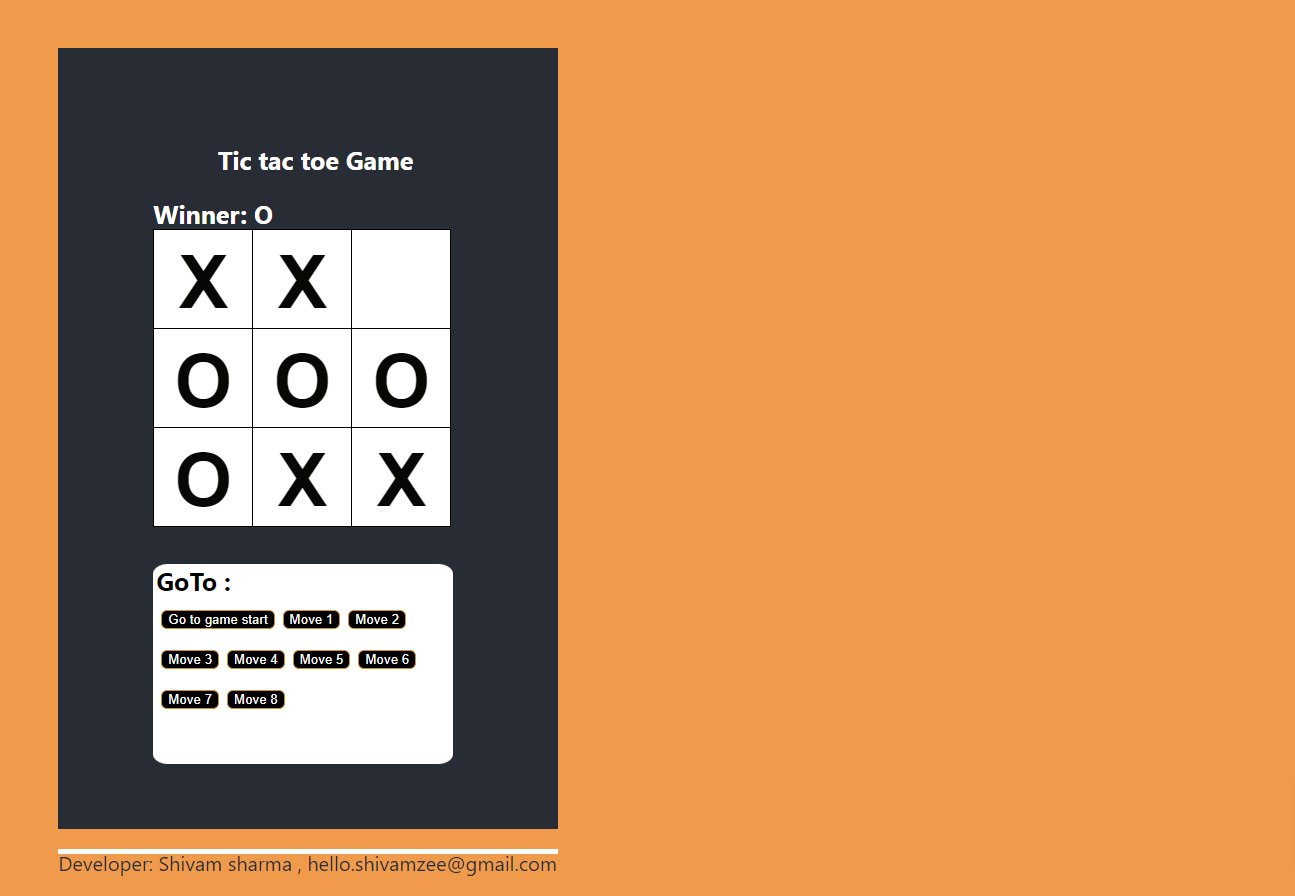 Tic tac toe Game
Winner: O
X X
O O O
O X X
GoTo :
Go to game start Move 1 Move 2
Move 3 Move 4 Move 5 Move 6
Move 7 Move 8
Developer: Shivam sharma , hello.shivamzee@gmail.com